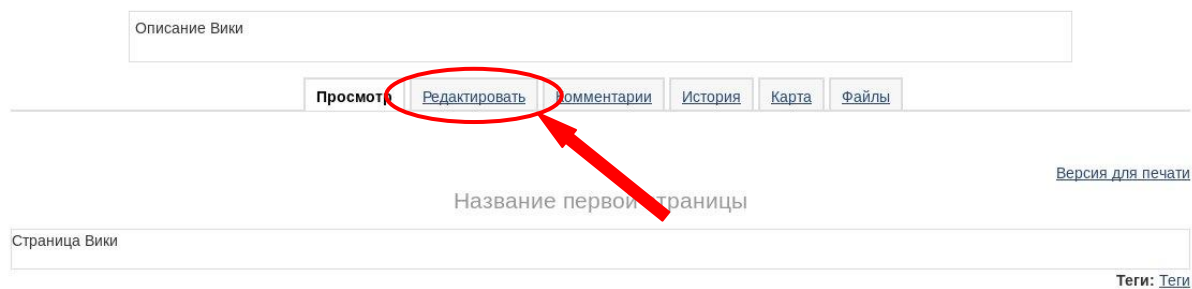 Описание Вики
Просмотр Редактировать Комментарии История Карта Файлы
Версия для печати
Название первой страницы
Страница Вики
Теги: Теги